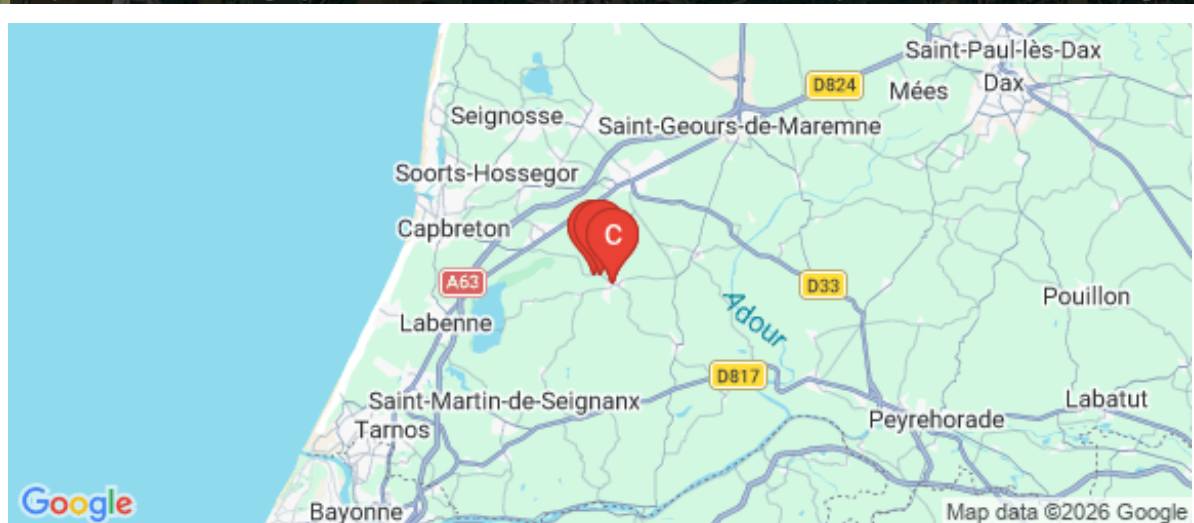 Saint-Paul-lès-Dax
D824
Mées
Dax
Seignosse
Saint-Geours-de-Maremne
Soorts-Hossegor
Capbreton
C
A63
D33
Pouillon
Adour
Labenne
D817
Saint-Martin-de-Seignanx
Labatut
Tarnos
Peyrehorade
Google
Bayonne
Map data ©2026 Google